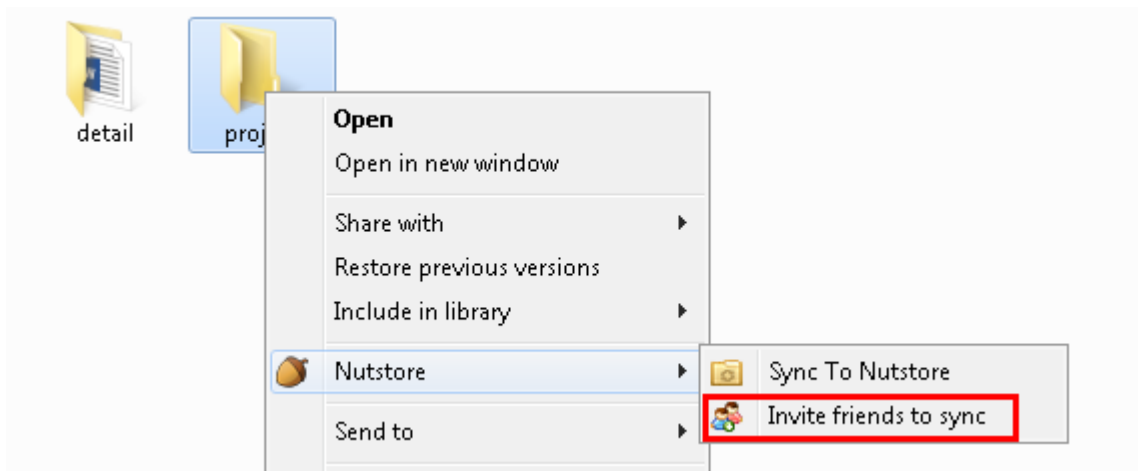 detail
proj
Open
Open in new window
Share with
Restore previous versions
Include in library
Nutstore
Sync To Nutstore
Invite friends to sync
Send to